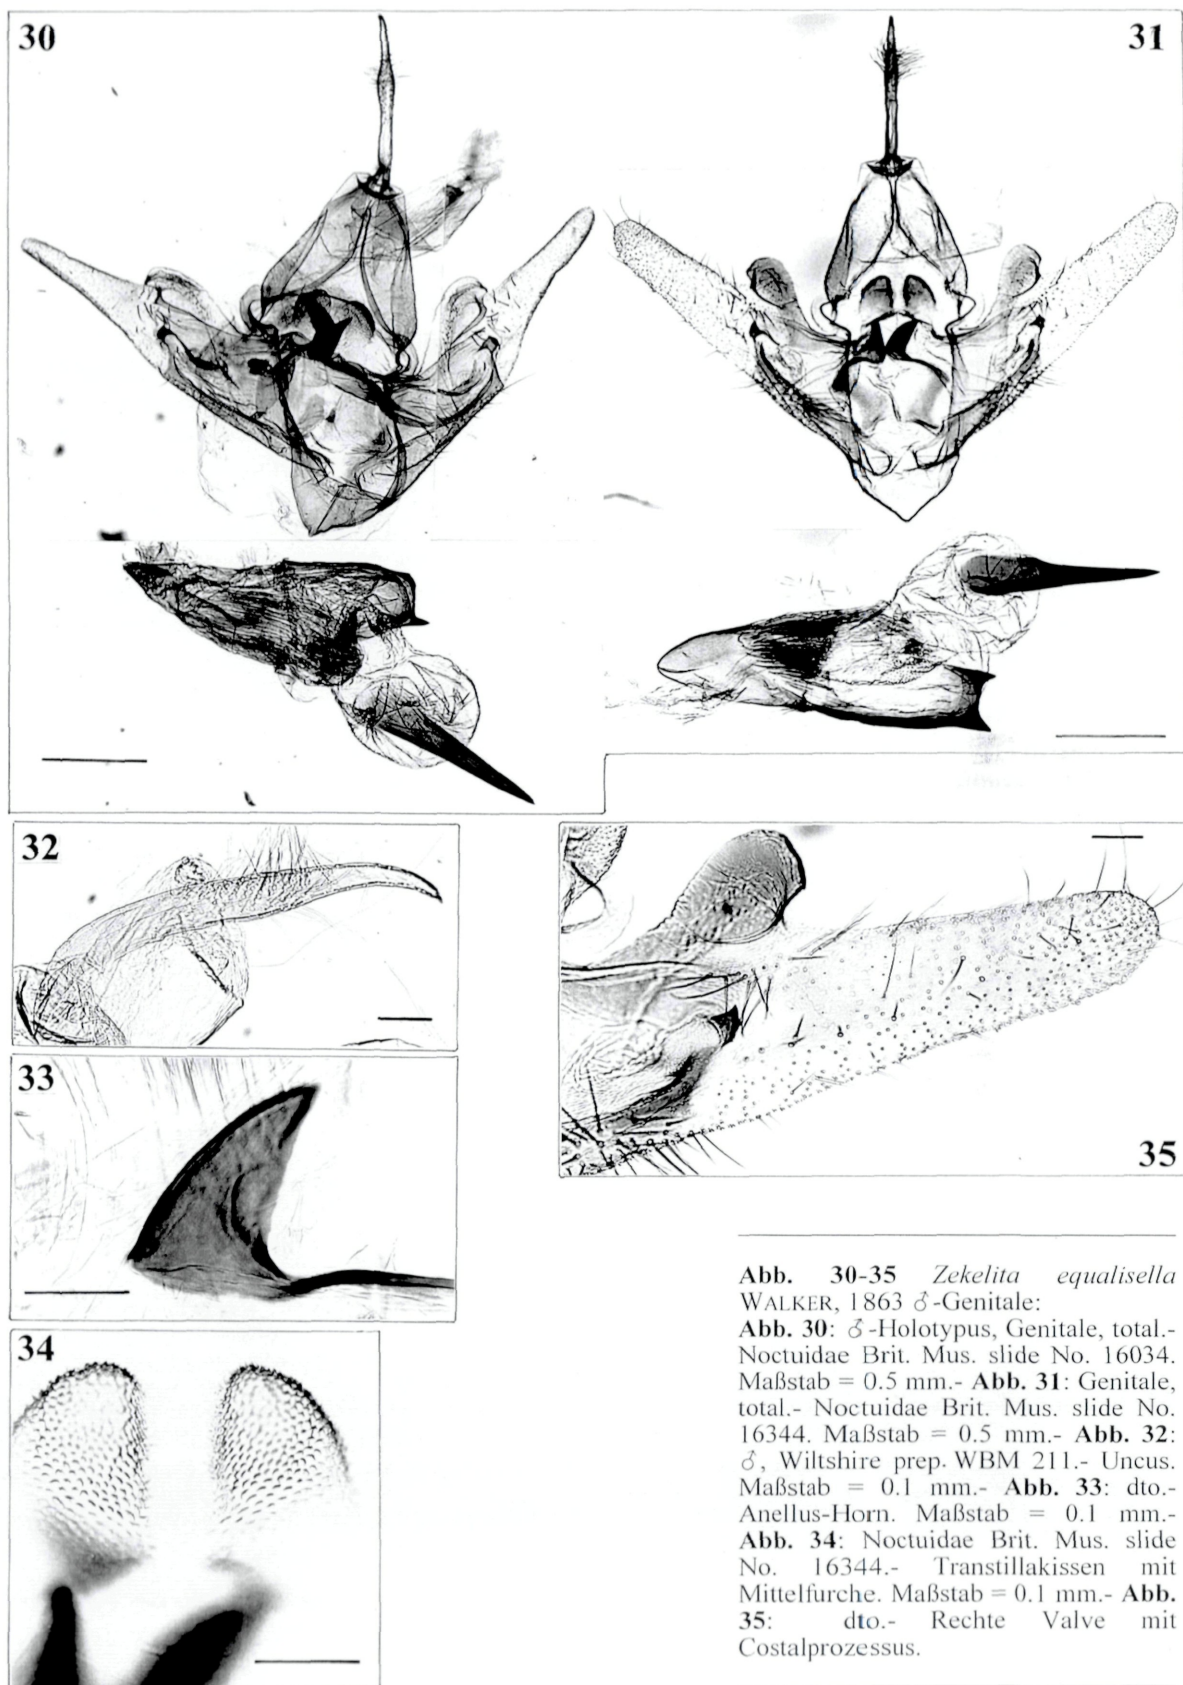 30
31
32
33
34
35
Abb. 30-35 Zekelita equalisella
WALKER, 1863 ♂-Genitale:
Abb. 30: ♂-Holotypus, Genitale, total.-
Noctuidae Brit. Mus. slide No. 16034.
Maßstab = 0.5 mm.- Abb. 31: Genitale,
total.- Noctuidae Brit. Mus. slide No.
16344. Maßstab = 0.5 mm.- Abb. 32:
♂, Wiltshire prep. WBM 211.- Uncus.
Maßstab = 0.1 mm.- Abb. 33: dto.-
Anellus-Horn. Maßstab = 0.1 mm.-
Abb. 34: Noctuidae Brit. Mus. slide
No. 16344.- Transtillakissen mit
Mittelfurche. Maßstab = 0.1 mm.- Abb.
35: dto.- Rechte Valve mit
Costalprozessus.